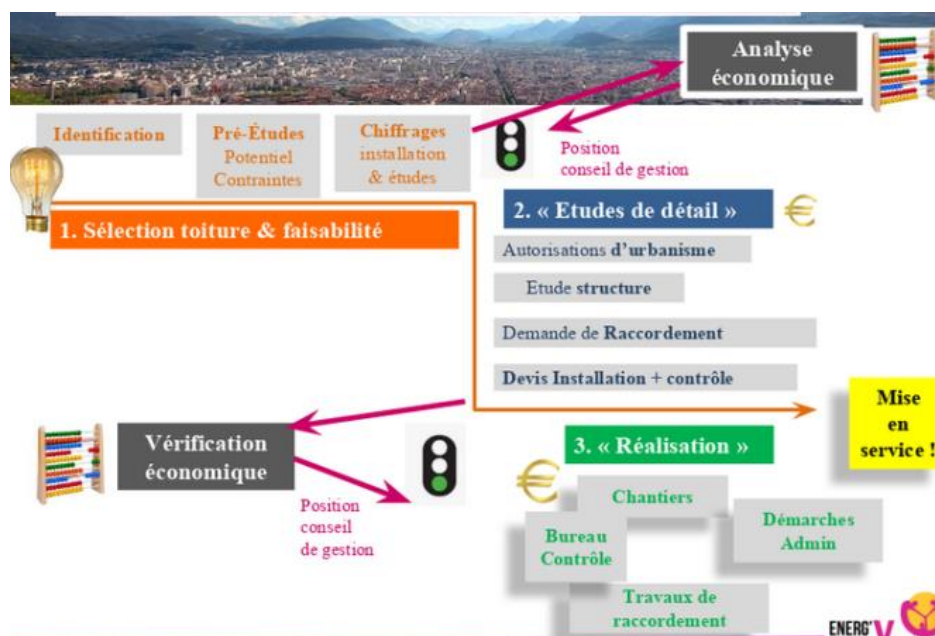 Analyse
économique
Identification
Pré-Études
Potentiel
Contraintes
Chiffrages
installation
& études
Position
conseil de gestion
1. Sélection toiture & faisabilité
2. « Etudes de détail »
Autorisations d'urbanisme
Etude structure
Demande de Raccordement
Devis Installation + contrôle
Vérification
économique
Position
conseil
de gestion
3. « Réalisation »
Mise
en
service !
Chantiers
Bureau
Contrôle
Démarches
Admin
Travaux de
raccordement
ENERG'